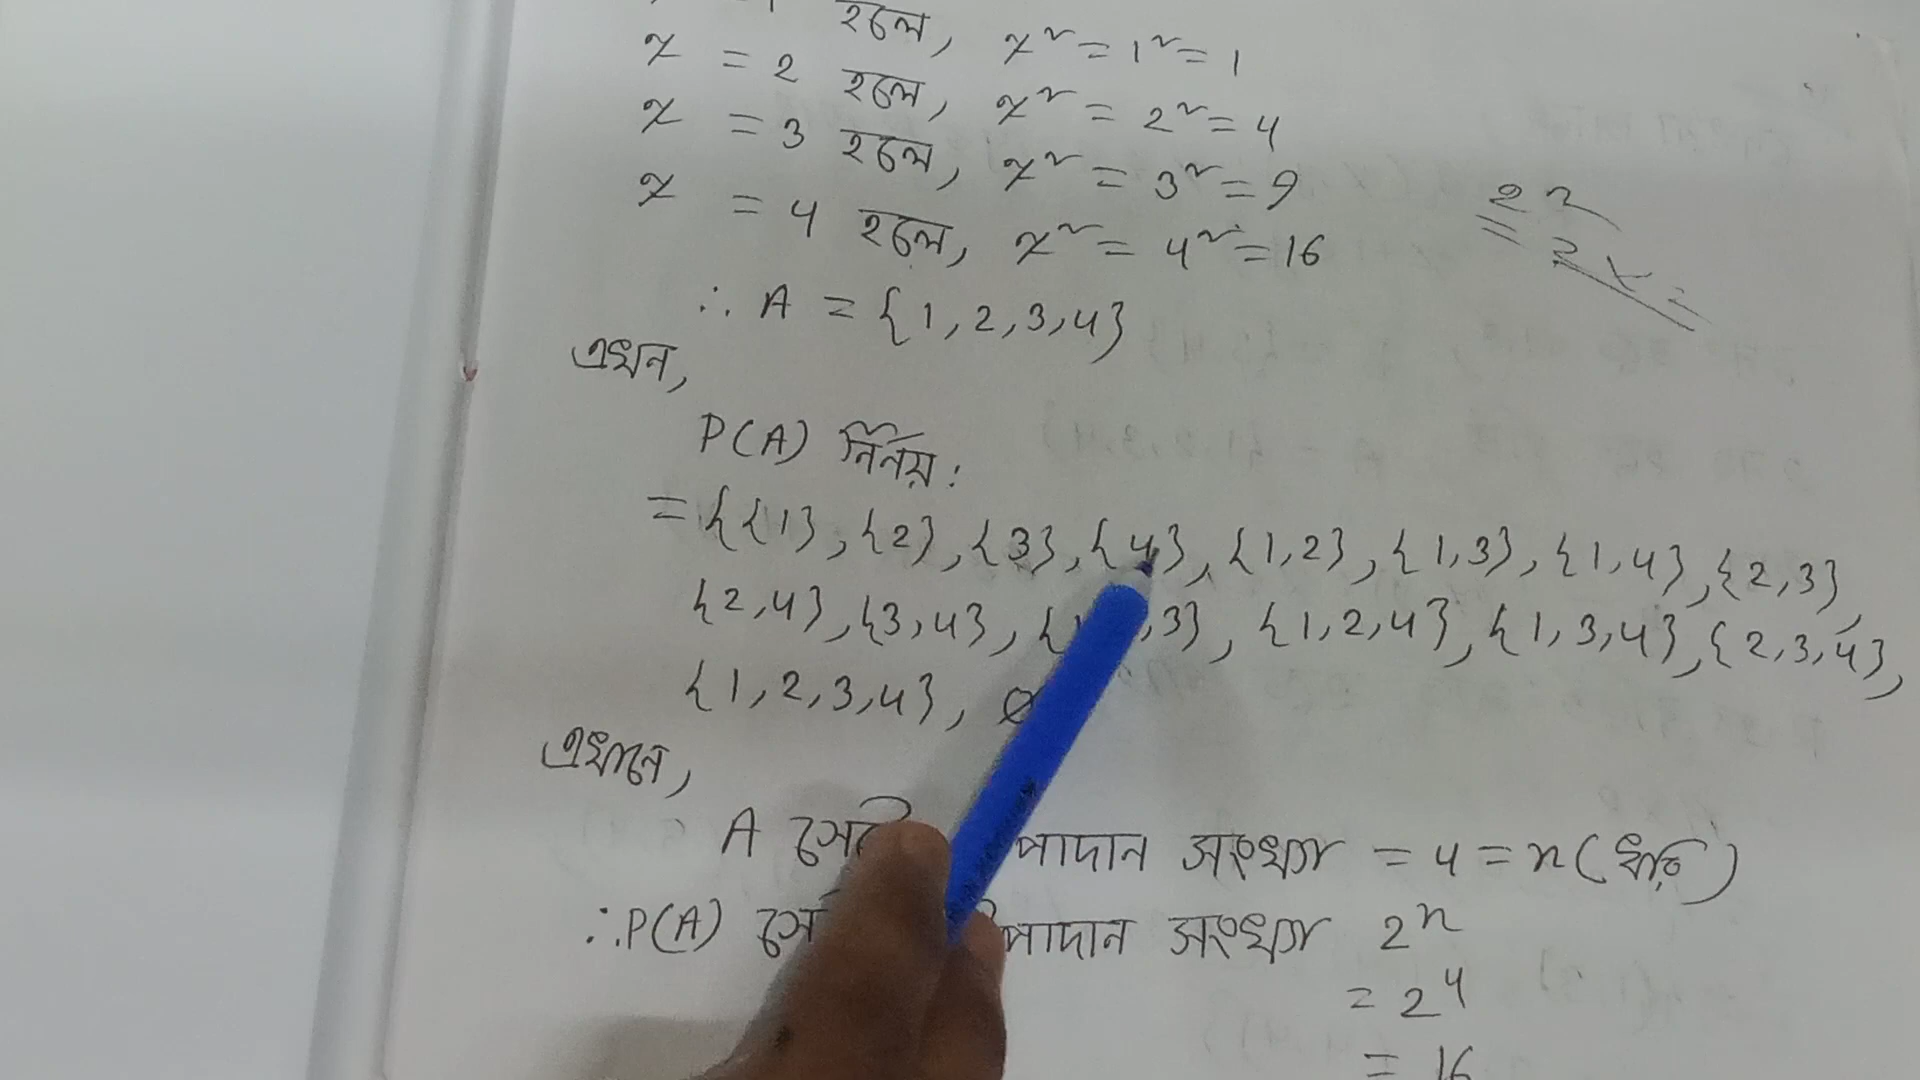 হলে, x² = 1² = 1
x = 2 হলে, x² = 2² = 4
x = 3 হলে, x² = 3² = 9
x = 4 হলে, x² = 4² = 16
∴ A = {1, 2, 3, 4}
এখন,
P(A) নির্নয়:
= {{1}, {2}, {3}, {4}, {1,2}, {1,3}, {1,4}, {2,3},
{2,4}, {3,4}, ,3}, {1,2,4}, {1,3,4}, {2,3,4},
{1,2,3,4}, ∅
এখানে,
A সংখ্যা = 4 = n (ধরি)
∴ P(A) সংখ্যা 2ⁿ
= 2⁴
= 16